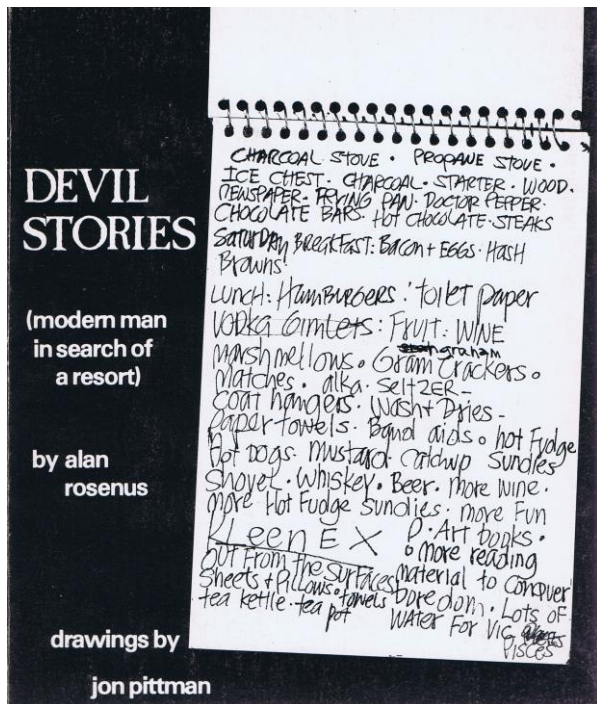 DEVIL
STORIES
(modern man
in search of
a resort)
by alan
rosenus
drawings by
jon pittman
CHARCOAL STOVE • PROPANE STOVE •
ICE CHEST • CHARCOAL • STARTER • WOOD •
NEWSPAPER • FRYING PAN • DOCTOR PEPPER •
CHOCOLATE BARS • HOT CHOCOLATE • STEAKS
SATURDAY BREAKFAST: BACON + EGGS • HASH
BROWNS •
LUNCH: HAMBURGERS: toilet paper
VODKA Gimlets: FRUIT: WINE
graham
marshmellows • Gram Crackers •
matches • alka • SELTZER -
coat hangers • Wash + Dries -
paper towels • Band aids • hot Fudge
Hot DOGS • mustard • Catchup Sundies
Shovel • Whiskey • Beer • more wine •
more Hot Fudge sundies • more Fun
KleenEX P • Art books •
• more reading
OUT From the SURFACES material to Conquer
Sheets + Pillows • towels boredom • Lots of
tea kettle • tea pot WATER For VIC
PISCES